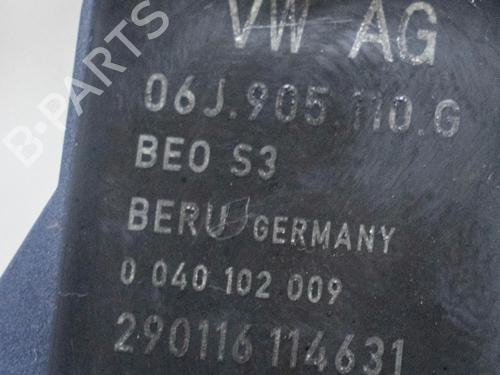 VW AG
06J.905.110.G
BEO S3
BERU GERMANY
0 040 102 009
290116 114631
B-PARTS